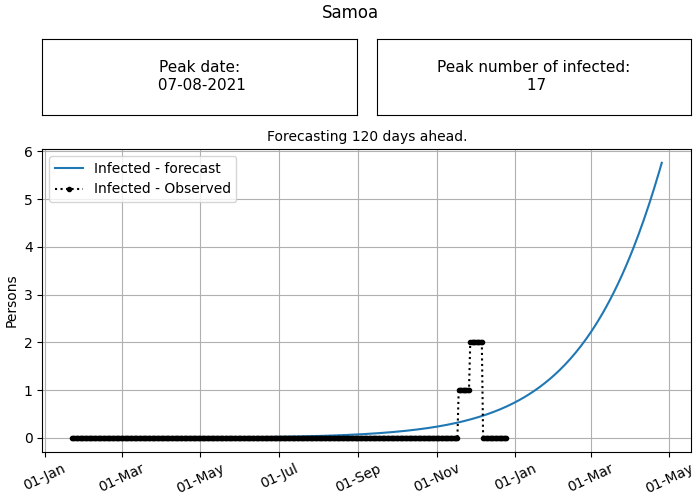 Samoa
Peak date:
07-08-2021
Peak number of infected:
17
Forecasting 120 days ahead.
Infected - forecast
Infected - Observed
Persons
6
5
4
3
2
1
0
01-Jan
01-Mar
01-May
01-Jul
01-Sep
01-Nov
01-Jan
01-Mar
01-May